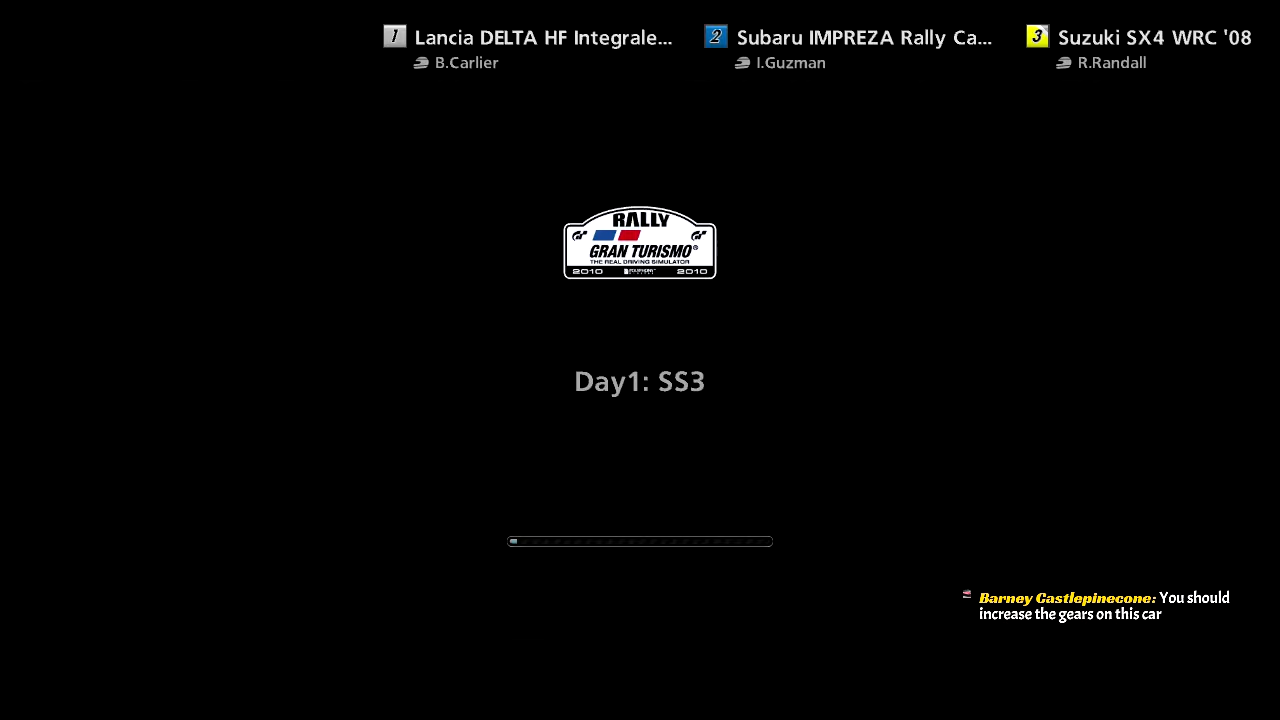 1 Lancia DELTA HF Integrale...
B.Carlier
2 Subaru IMPREZA Rally Ca...
I.Guzman
3 Suzuki SX4 WRC '08
R.Randall
RALLY
GRAN TURISMO®
THE REAL DRIVING SIMULATOR
2010 2010
Day1: SS3
Barney Castlepinecone: You should
increase the gears on this car